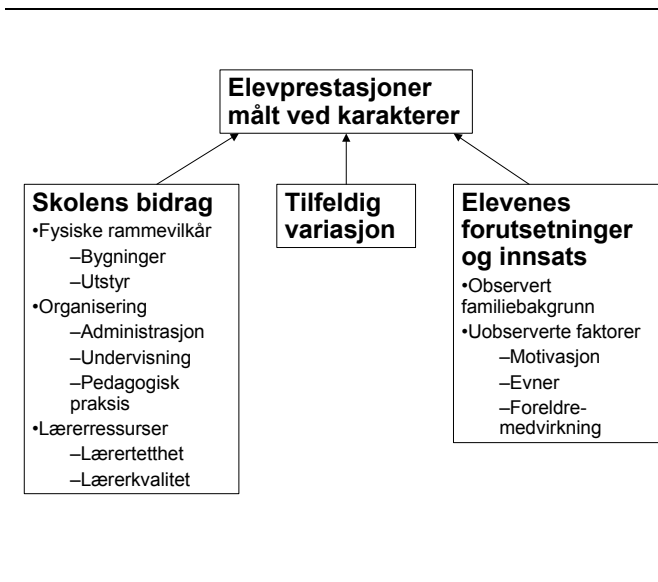 Elevprestasjoner
målt ved karakterer
Skolens bidrag
•Fysiske rammevilkår
–Bygninger
–Utstyr
•Organisering
–Administrasjon
–Undervisning
–Pedagogisk
praksis
•Lærerressurser
–Lærertetthet
–Lærerkvalitet
Tilfeldig
variasjon
Elevenes
forutsetninger
og innsats
•Observert
familiebakgrunn
•Uobserverte faktorer
–Motivasjon
–Evner
–Foreldre-
medvirkning